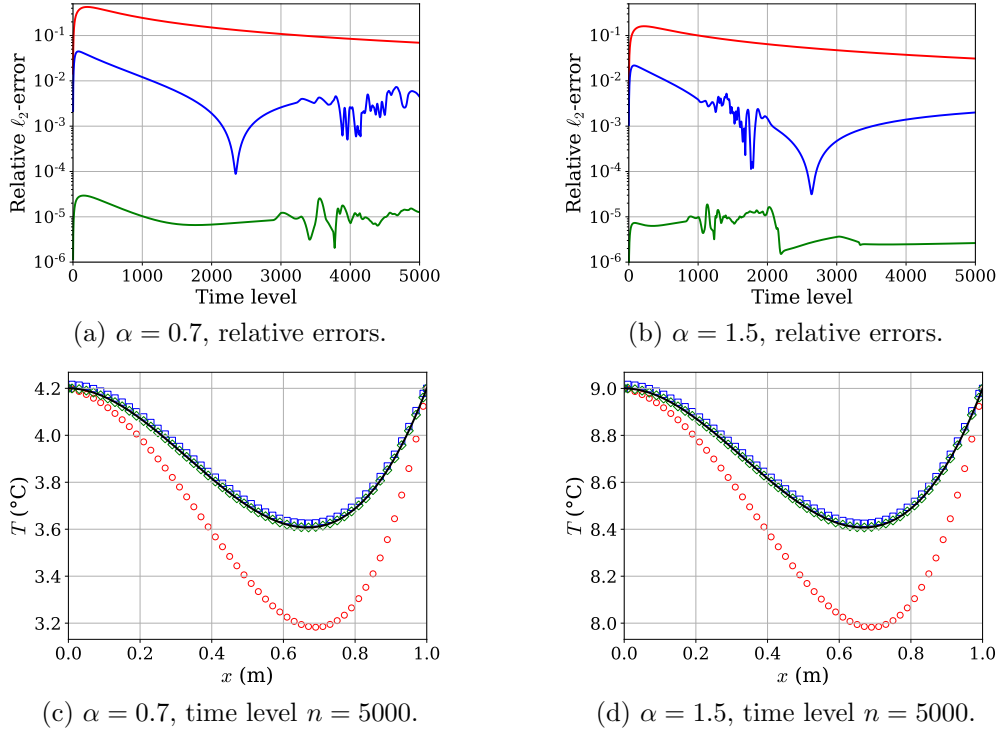 Relative ℓ₂-error
10⁻¹
10⁻²
10⁻³
10⁻⁴
10⁻⁵
10⁻⁶
0 1000 2000 3000 4000 5000
Time level
(a) α = 0.7, relative errors.
Relative ℓ₂-error
10⁻¹
10⁻²
10⁻³
10⁻⁴
10⁻⁵
10⁻⁶
0 1000 2000 3000 4000 5000
Time level
(b) α = 1.5, relative errors.
T (°C)
4.2
4.0
3.8
3.6
3.4
3.2
0.0 0.2 0.4 0.6 0.8 1.0
x (m)
(c) α = 0.7, time level n = 5000.
T (°C)
9.0
8.8
8.6
8.4
8.2
8.0
0.0 0.2 0.4 0.6 0.8 1.0
x (m)
(d) α = 1.5, time level n = 5000.